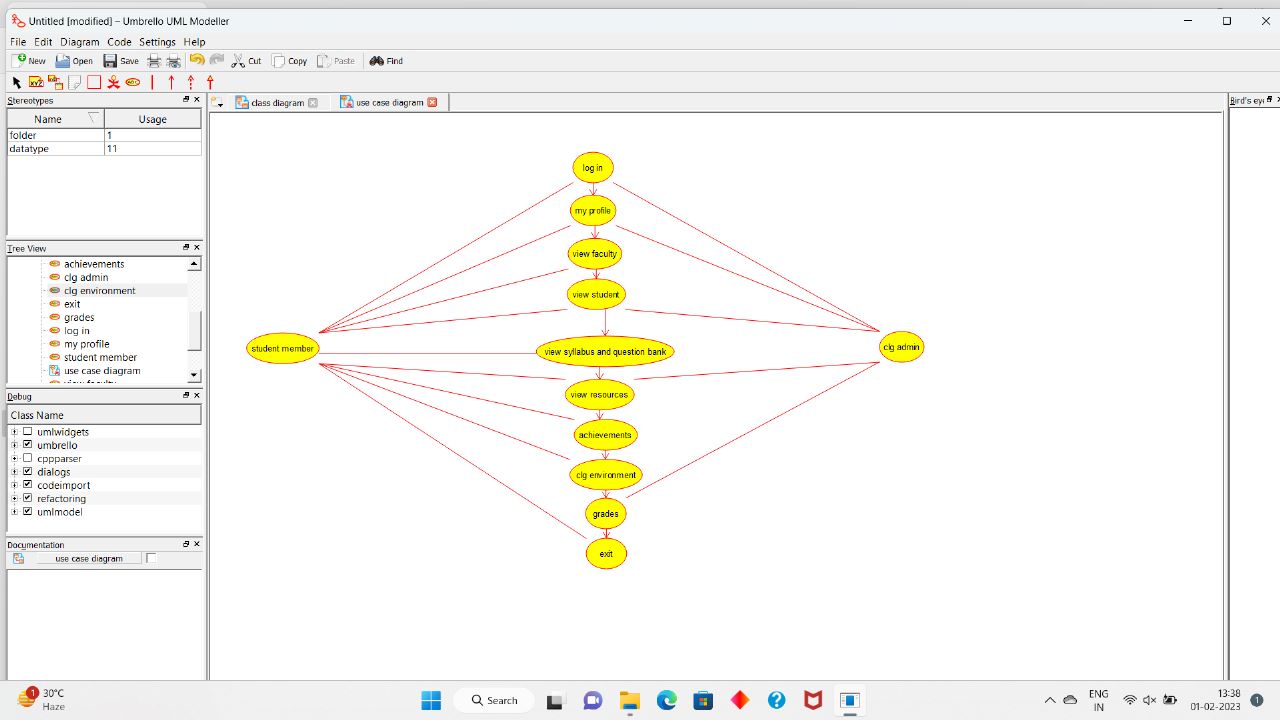 Untitled [modified] – Umbrello UML Modeller
File Edit Diagram Code Settings Help
New Open Save Cut Copy Paste Find
Stereotypes
Name Usage
folder 1
datatype 11
Tree View
achievements
clg admin
clg environment
exit
grades
log in
my profile
student member
use case diagram
view faculty
Debug
Class Name
umlwidgets
umbrello
cppparser
dialogs
codeimport
refactoring
umlmodel
Documentation
use case diagram
class diagram use case diagram
log in
my profile
view faculty
view student
student member
view syllabus and question bank
clg admin
view resources
achievements
clg environment
grades
exit
Bird's ey
1
30°C
Haze
Search
ENG
IN
13:38
01-02-2023
1